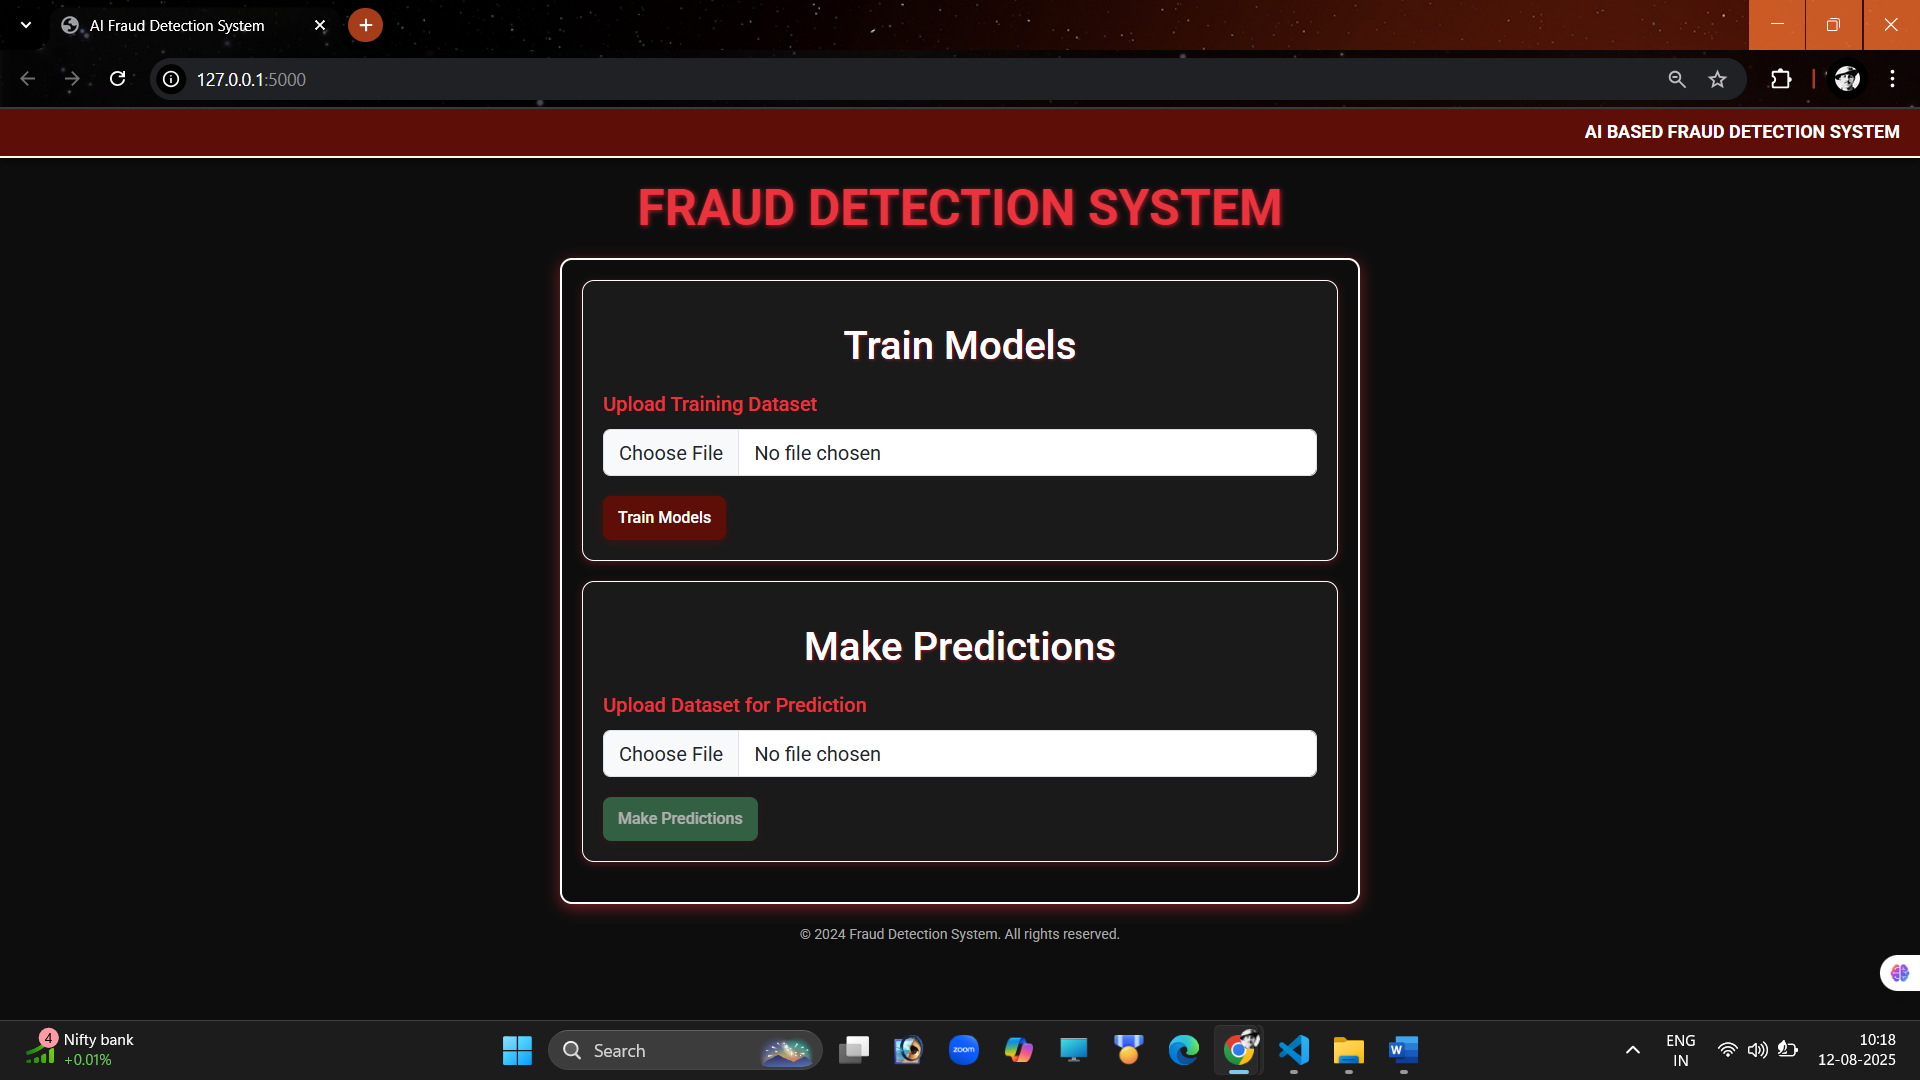 AI Fraud Detection System
127.0.0.1:5000
AI BASED FRAUD DETECTION SYSTEM
FRAUD DETECTION SYSTEM
Train Models
Upload Training Dataset
Choose File No file chosen
Train Models
Make Predictions
Upload Dataset for Prediction
Choose File No file chosen
Make Predictions
© 2024 Fraud Detection System. All rights reserved.
4 Nifty bank
+0.01%
Search
zoom
W
ENG
IN
10:18
12-08-2025